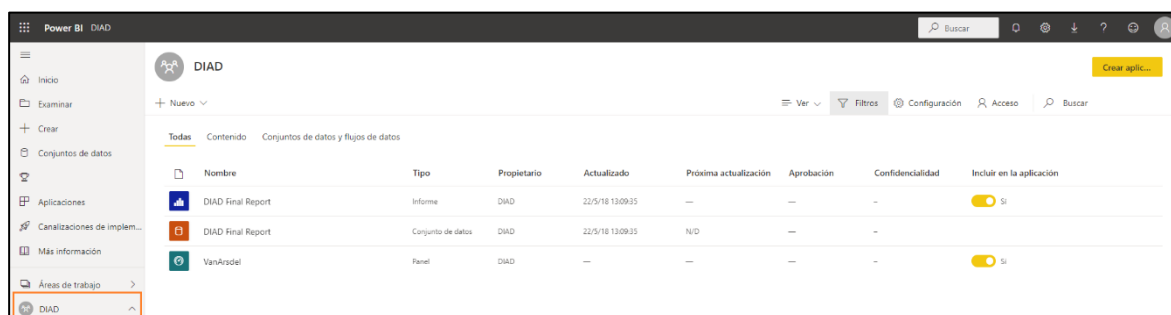 Power BI DIAD
Buscar
Inicio
Examinar
Crear
Conjuntos de datos
Aplicaciones
Canalizaciones de implem...
Más información
Áreas de trabajo
DIAD
DIAD
Crear aplic...
Nuevo
Ver
Filtros
Configuración
Acceso
Buscar
Todas Contenido Conjuntos de datos y flujos de datos
Nombre Tipo Propietario Actualizado Próxima actualización Aprobación Confidencialidad Incluir en la aplicación
DIAD Final Report Informe DIAD 22/5/18 13:09:35 — — – Sí
DIAD Final Report Conjunto de datos DIAD 22/5/18 13:09:35 N/D — –
VanArsdel Panel DIAD — — — – Sí